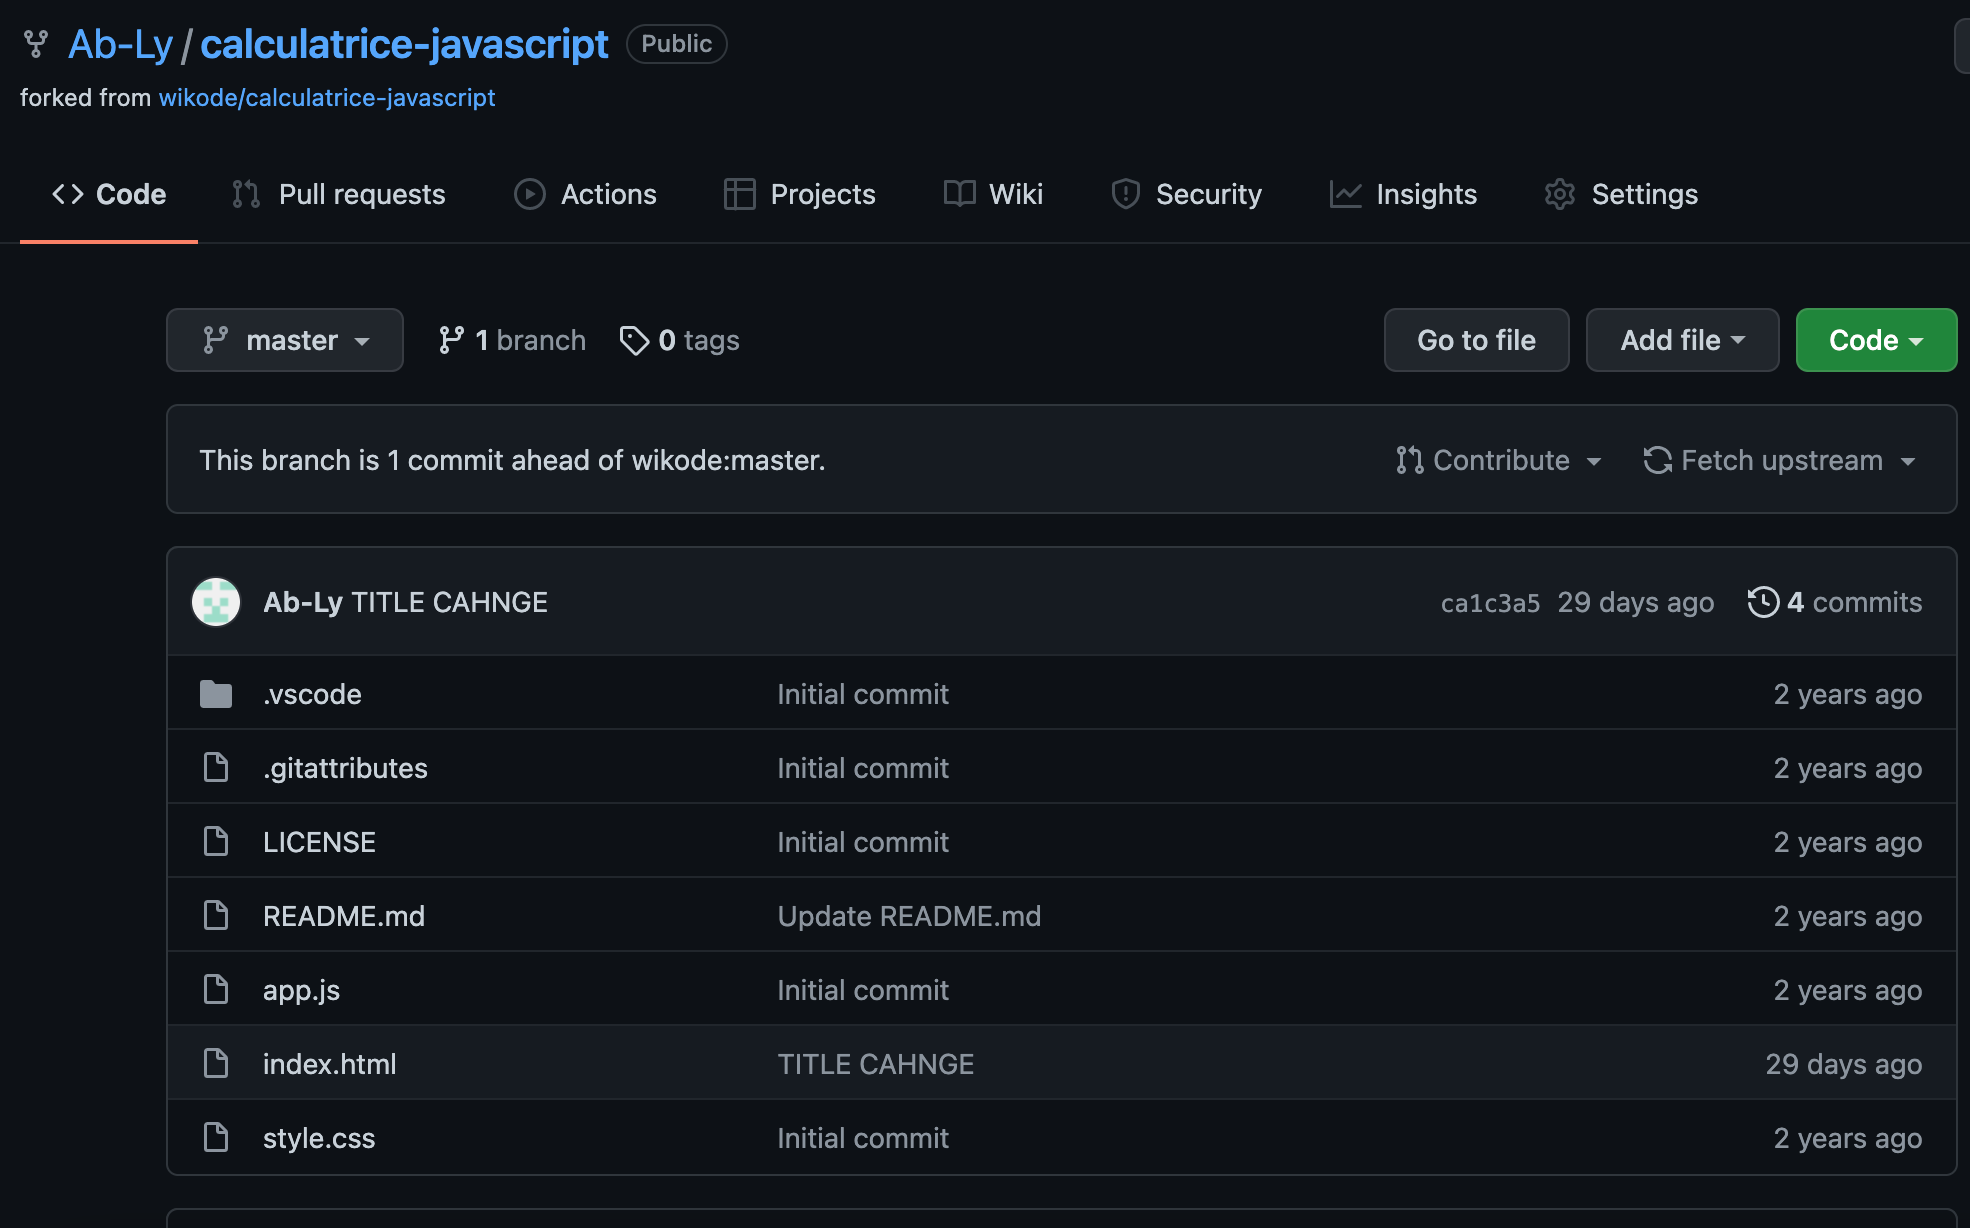 Ab-Ly / calculatrice-javascript Public
forked from wikode/calculatrice-javascript
Code Pull requests Actions Projects Wiki Security Insights Settings
master 1 branch 0 tags Go to file Add file Code
This branch is 1 commit ahead of wikode:master. Contribute Fetch upstream
Ab-Ly TITLE CAHNGE ca1c3a5 29 days ago 4 commits
.vscode Initial commit 2 years ago
.gitattributes Initial commit 2 years ago
LICENSE Initial commit 2 years ago
README.md Update README.md 2 years ago
app.js Initial commit 2 years ago
index.html TITLE CAHNGE 29 days ago
style.css Initial commit 2 years ago